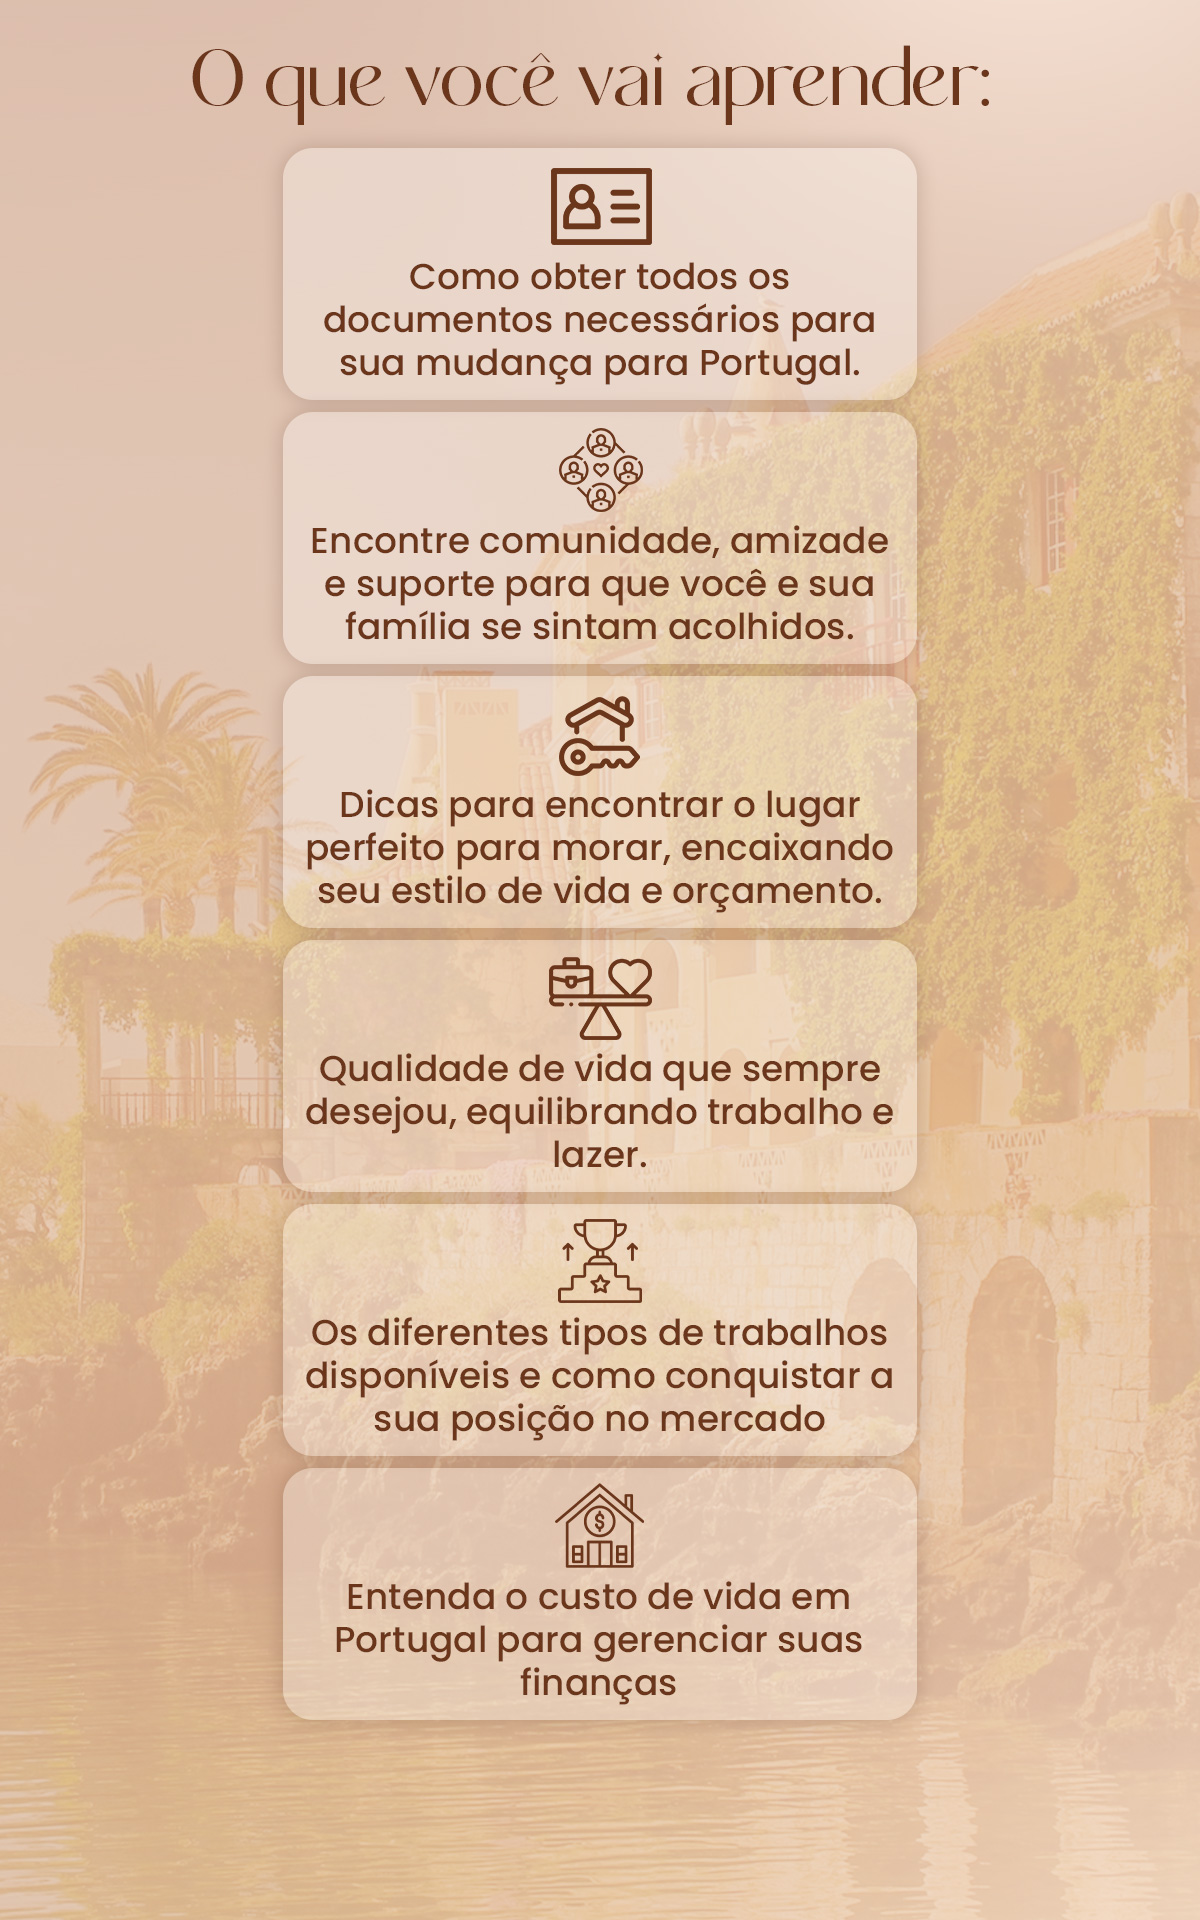 O que você vai aprender:
Como obter todos os
documentos necessários para
sua mudança para Portugal.
Encontre comunidade, amizade
e suporte para que você e sua
família se sintam acolhidos.
Dicas para encontrar o lugar
perfeito para morar, encaixando
seu estilo de vida e orçamento.
Qualidade de vida que sempre
desejou, equilibrando trabalho e
lazer.
Os diferentes tipos de trabalhos
disponíveis e como conquistar a
sua posição no mercado
$
Entenda o custo de vida em
Portugal para gerenciar suas
finanças